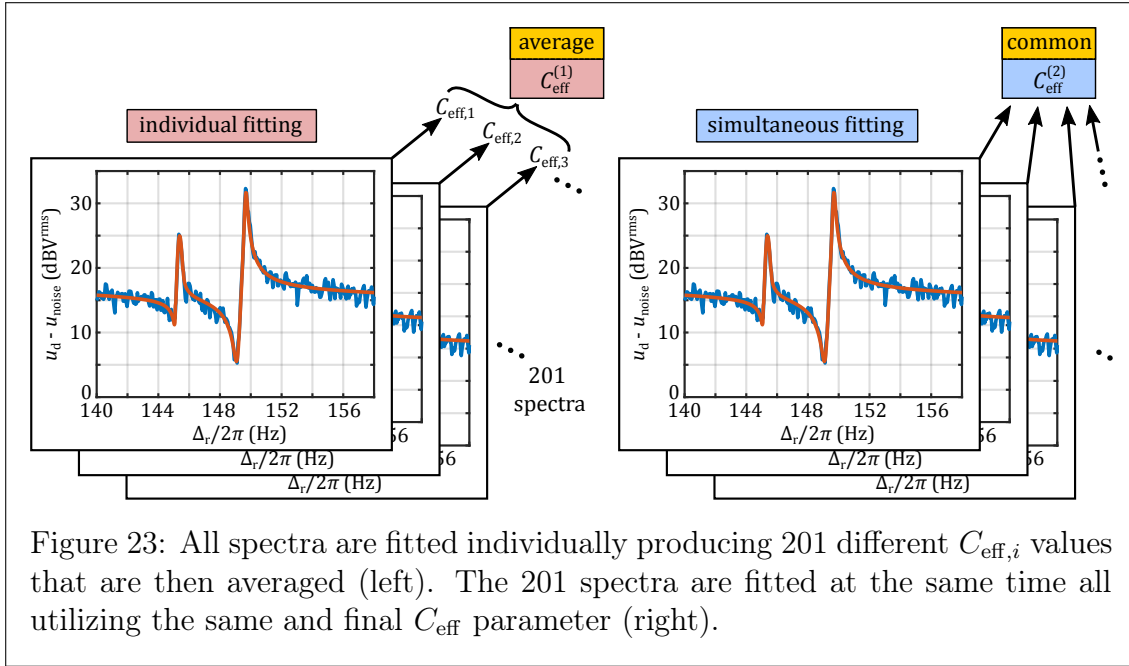 average
C_eff^(1)
individual fitting
C_eff,1
C_eff,2
C_eff,3
u_d - u_noise (dBV^rms)
30
20
10
0
140 144 148 152 156
Δ_r/2π (Hz)
56
Δ_r/2π (Hz)
56
Δ_r/2π (Hz)
201
spectra
common
C_eff^(2)
simultaneous fitting
u_d - u_noise (dBV^rms)
30
20
10
0
140 144 148 152 156
Δ_r/2π (Hz)
56
Δ_r/2π (Hz)
56
Δ_r/2π (Hz)
Figure 23: All spectra are fitted individually producing 201 different C_eff,i values
that are then averaged (left). The 201 spectra are fitted at the same time all
utilizing the same and final C_eff parameter (right).